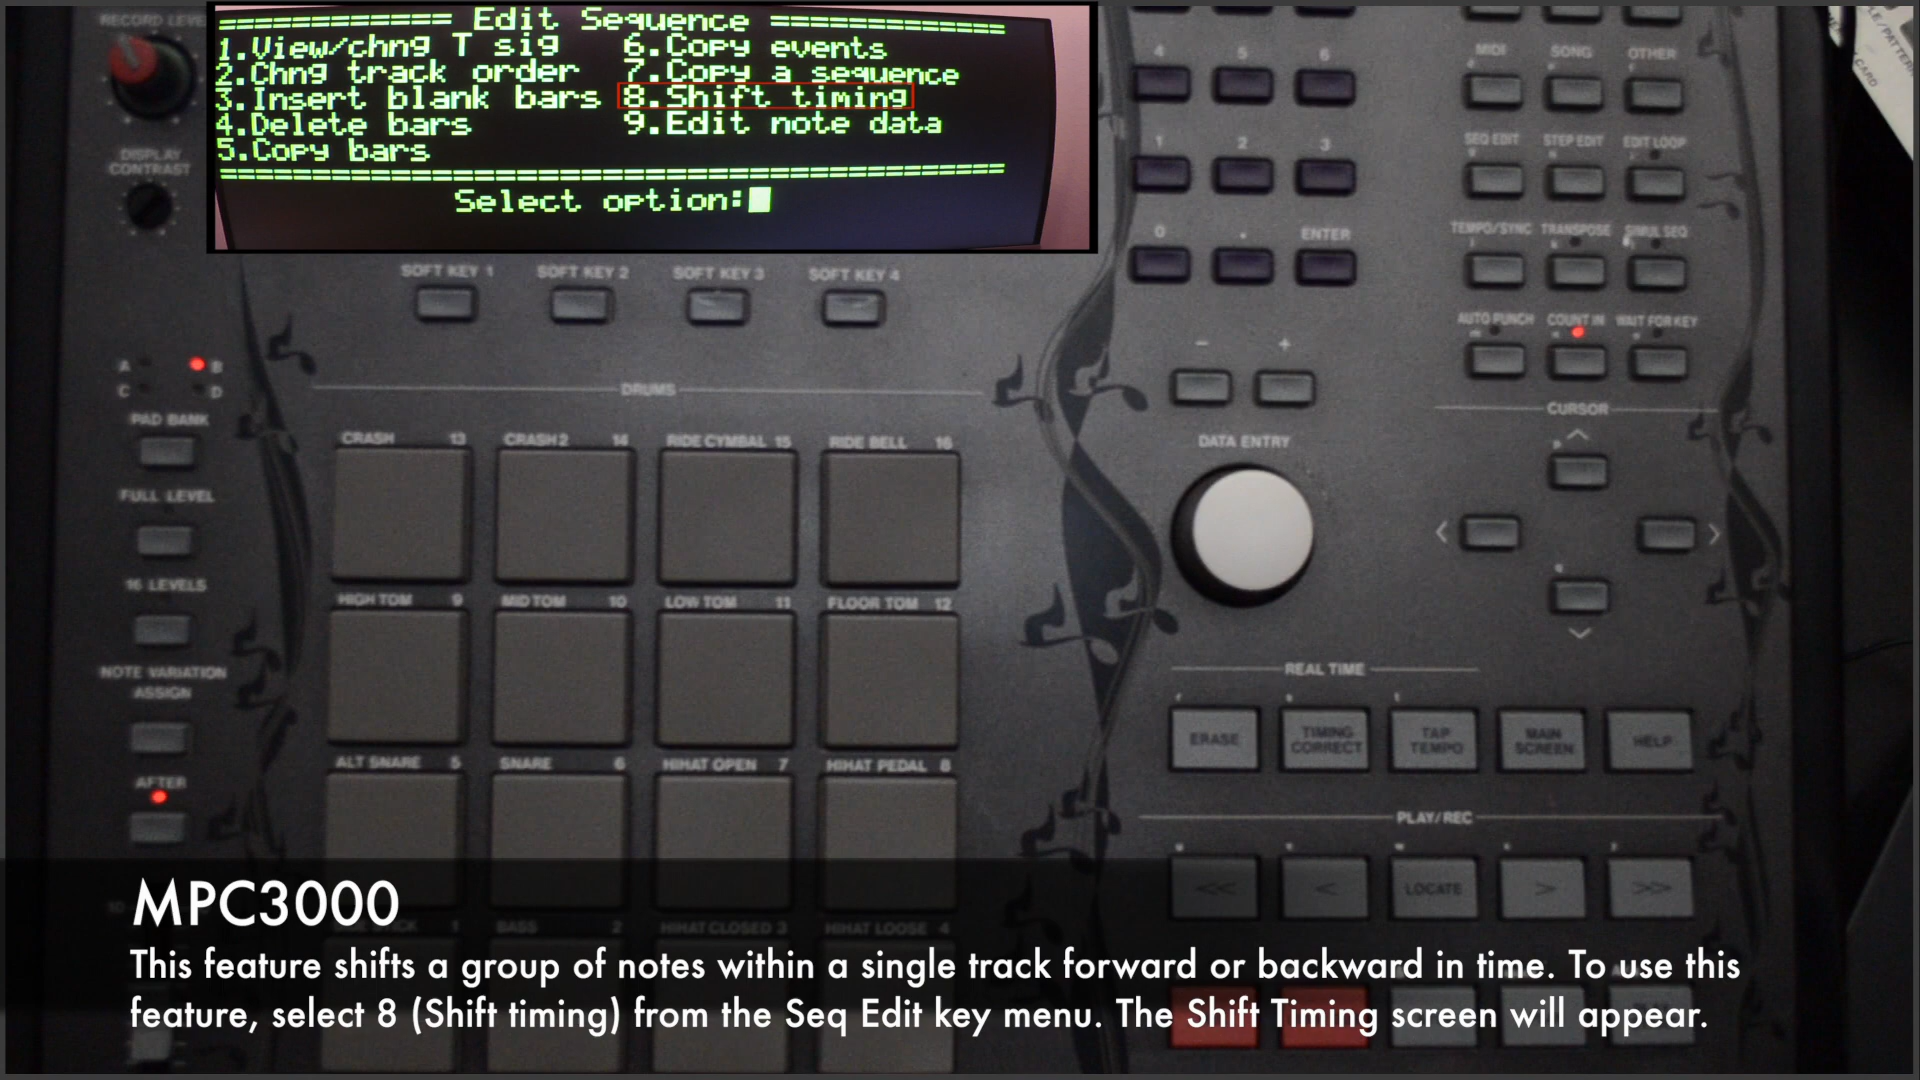 RECORD LEVEL
========== Edit Sequence ==========
1.View/chng T sig 6.Copy events
2.Chng track order 7.Copy a sequence
3.Insert blank bars 8.Shift timing
4.Delete bars 9.Edit note data
5.Copy bars
Select option:
DISPLAY
CONTRAST
4 5 6
1 2 3
0 . ENTER
MIDI SONG OTHER
SEQ EDIT STEP EDIT EDIT LOOP
TEMPO/SYNC TRANSPOSE SIMUL SEQ
AUTO PUNCH COUNT IN WAIT FOR KEY
SOFT KEY 1 SOFT KEY 2 SOFT KEY 3 SOFT KEY 4
A B
C D
PAD BANK
FULL LEVEL
16 LEVELS
NOTE VARIATION
ASSIGN
AFTER
DRUMS
CRASH 13 CRASH 2 14 RIDE CYMBAL 15 RIDE BELL 16
HIGH TOM 9 MID TOM 10 LOW TOM 11 FLOOR TOM 12
ALT SNARE 5 SNARE 6 HIHAT OPEN 7 HIHAT PEDAL 8
1 BASS 2 HIHAT CLOSED 3 HIHAT LOOSE 4
- +
DATA ENTRY
CURSOR
REAL TIME
ERASE
TIMING
CORRECT
TAP
TEMPO
MAIN
SCREEN
HELP
PLAY/REC
<< < LOCATE > >>
MPC3000
This feature shifts a group of notes within a single track forward or backward in time. To use this
feature, select 8 (Shift timing) from the Seq Edit key menu. The Shift Timing screen will appear.